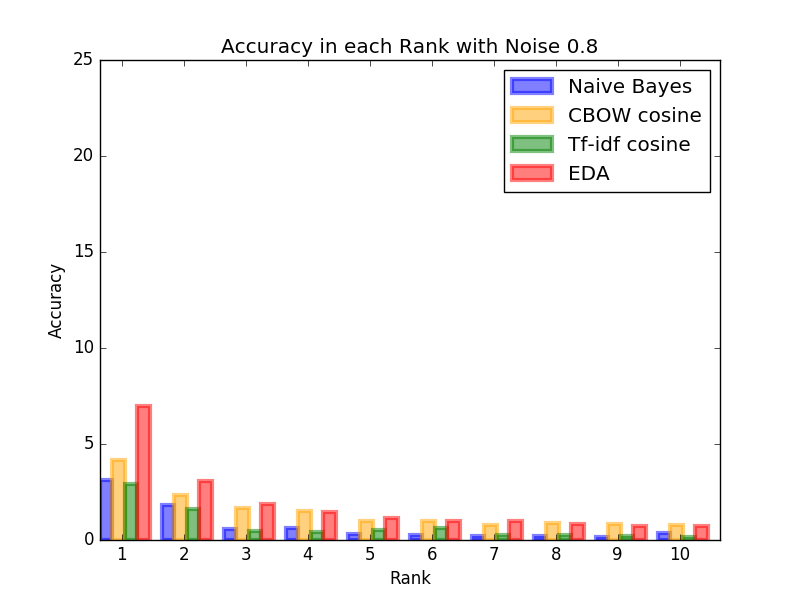 Accuracy in each Rank with Noise 0.8
25
20
15
10
5
0
Accuracy
Naive Bayes
CBOW cosine
Tf-idf cosine
EDA
1 2 3 4 5 6 7 8 9 10
Rank